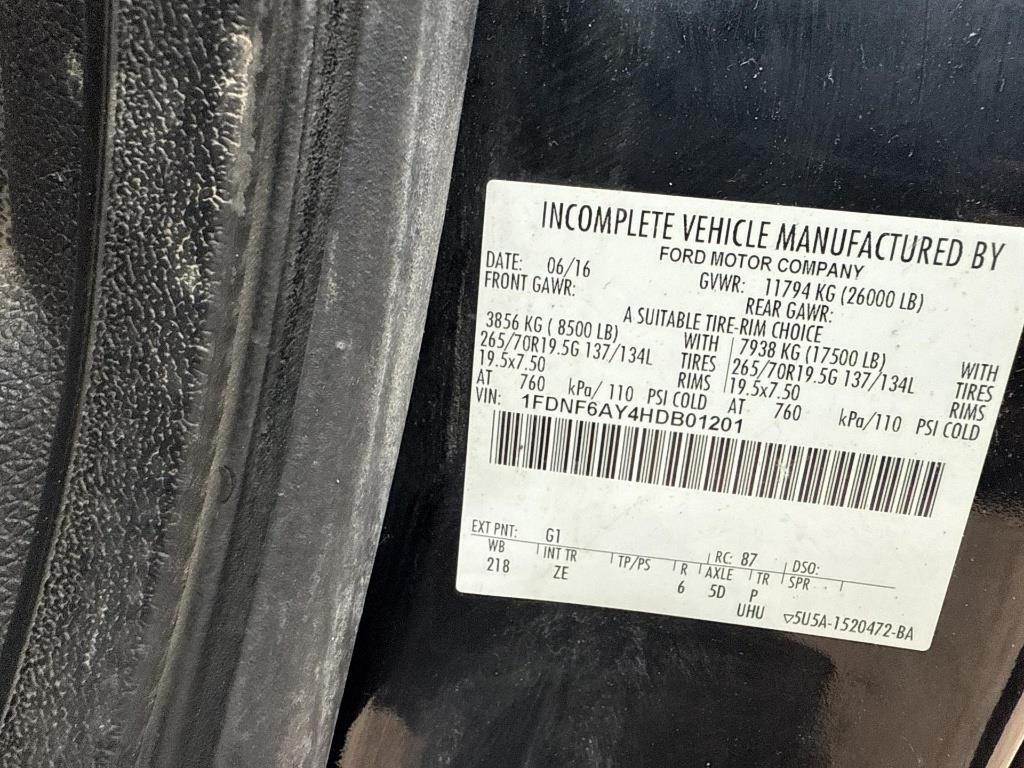 INCOMPLETE VEHICLE MANUFACTURED BY
FORD MOTOR COMPANY
DATE: 06/16 GVWR: 11794 KG (26000 LB)
FRONT GAWR: REAR GAWR:
A SUITABLE TIRE-RIM CHOICE
3856 KG ( 8500 LB) WITH 7938 KG (17500 LB) WITH
265/70R19.5G 137/134L TIRES 265/70R19.5G 137/134L TIRES
19.5x7.50 RIMS 19.5x7.50 RIMS
AT 760 kPa/ 110 PSI COLD AT 760 kPa/110 PSI COLD
VIN: 1FDNF6AY4HDB01201
EXT PNT: G1 RC: 87 DSO:
WB INT TR TP/PS R AXLE TR SPR
218 ZE 6 5D P
UHU 5U5A-1520472-BA